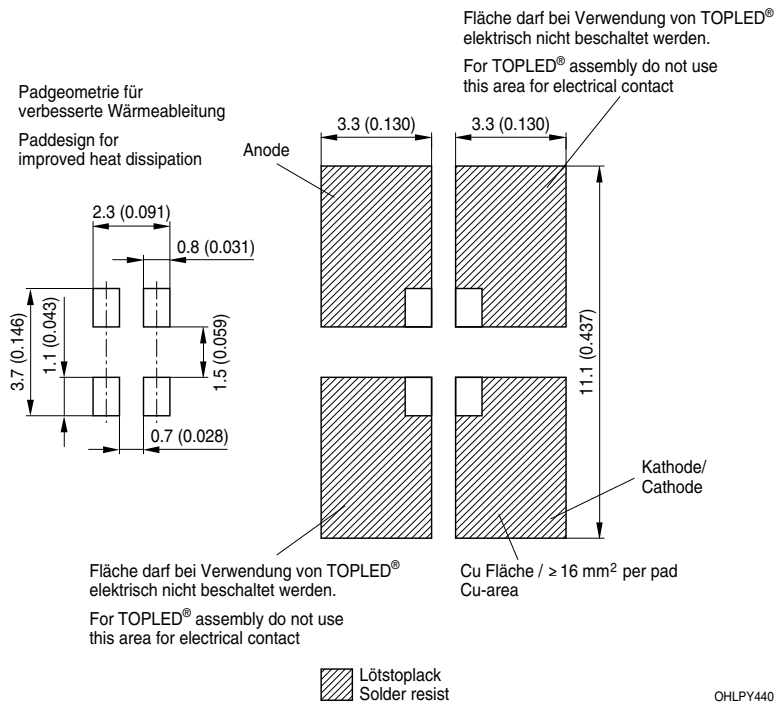 Fläche darf bei Verwendung von TOPLED®
elektrisch nicht beschaltet werden.
For TOPLED® assembly do not use
this area for electrical contact
Padgeometrie für
verbesserte Wärmeableitung
Paddesign for
improved heat dissipation
Anode
3.3 (0.130)
3.3 (0.130)
2.3 (0.091)
0.8 (0.031)
3.7 (0.146)
1.1 (0.043)
1.5 (0.059)
0.7 (0.028)
11.1 (0.437)
Kathode/
Cathode
Fläche darf bei Verwendung von TOPLED®
elektrisch nicht beschaltet werden.
For TOPLED® assembly do not use
this area for electrical contact
Cu Fläche / ≥ 16 mm² per pad
Cu-area
Lötstoplack
Solder resist
OHLPY440